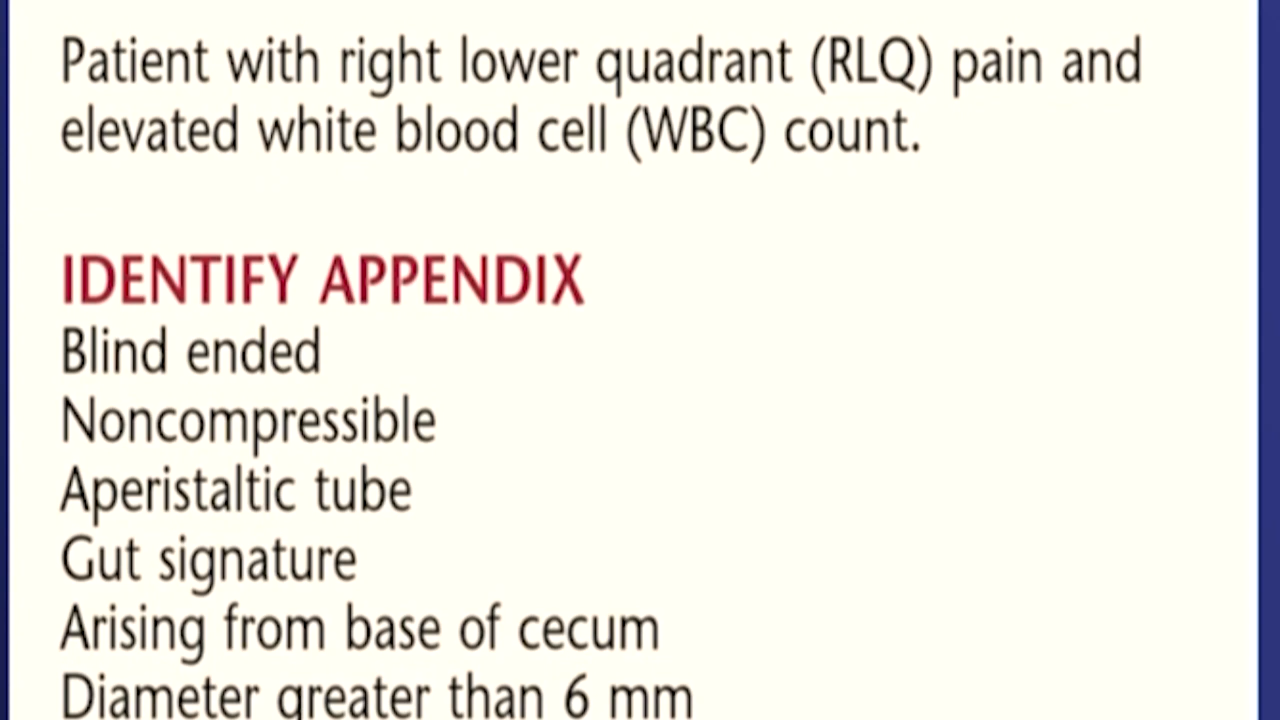 Patient with right lower quadrant (RLQ) pain and
elevated white blood cell (WBC) count.
IDENTIFY APPENDIX
Blind ended
Noncompressible
Aperistaltic tube
Gut signature
Arising from base of cecum
Diameter greater than 6 mm